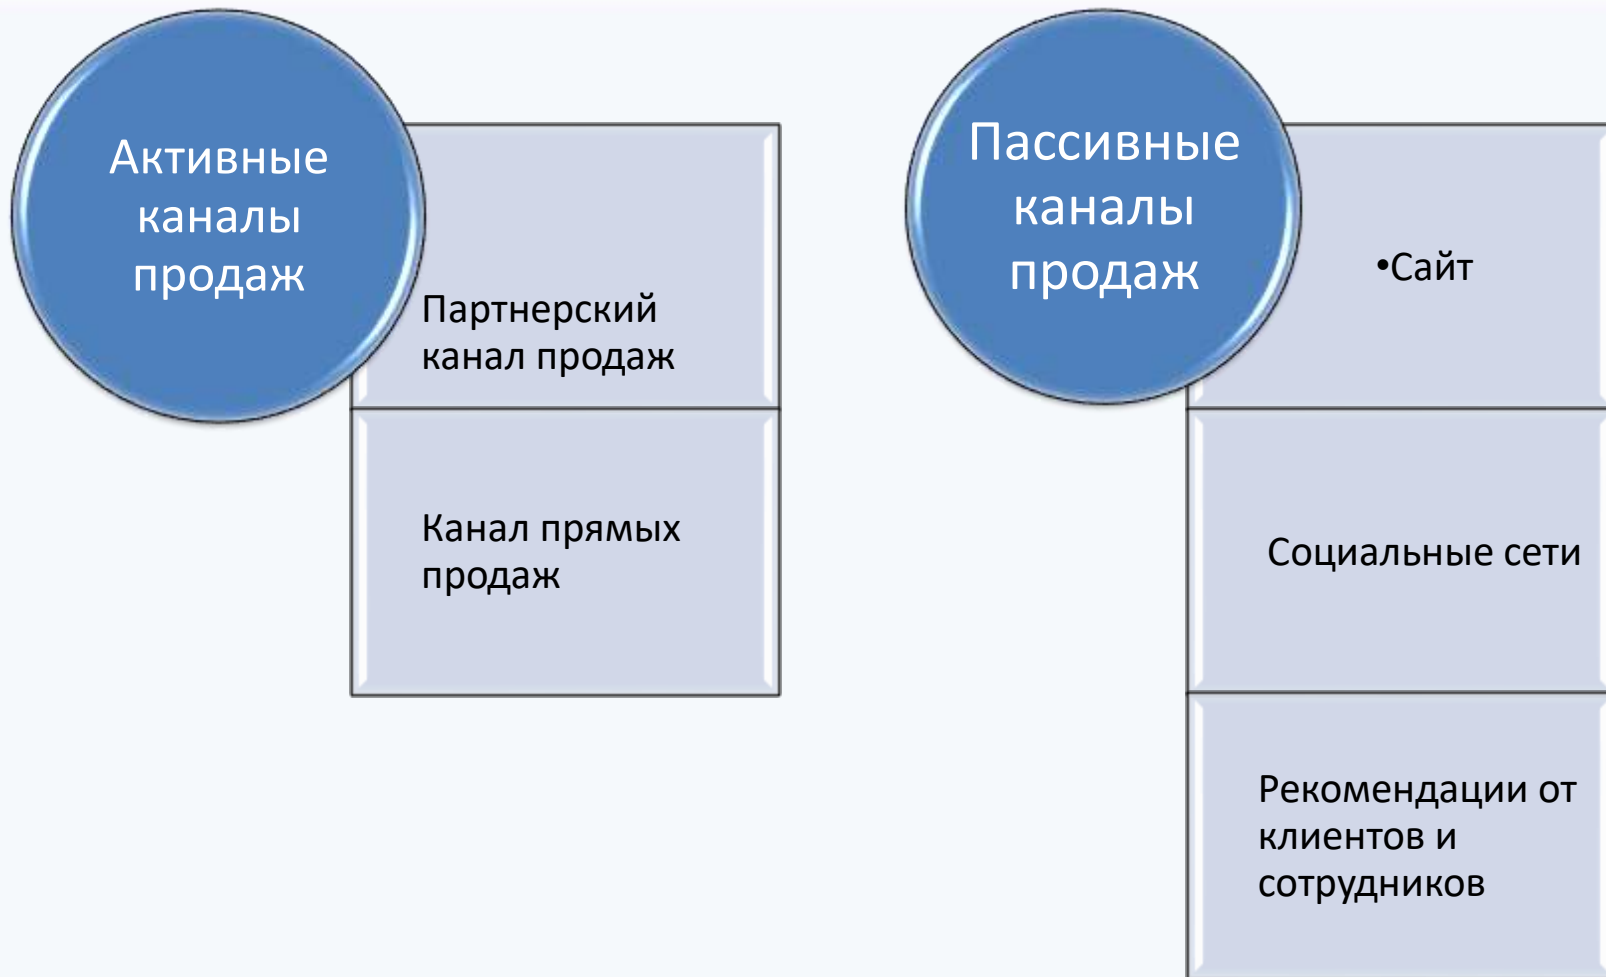 Активные
каналы
продаж
Партнерский
канал продаж
Канал прямых
продаж
Пассивные
каналы
продаж
•Сайт
Социальные сети
Рекомендации от
клиентов и
сотрудников